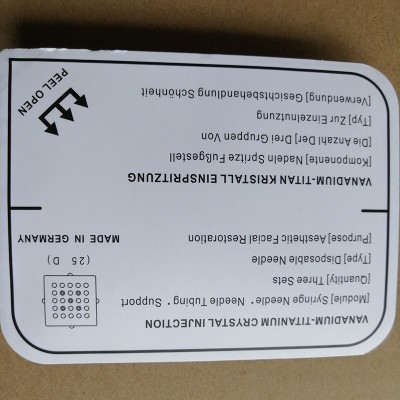 VANADIUM-TITANIUM CRYSTAL INJECTION
[Module] Syringe Needle * Needle Tubing * Support
[Quantity] Three Sets
[Type] Disposable Needle
[Purpose] Aesthetic Facial Restoration
(25 D)
MADE IN GERMANY
VANADIUM-TITAN KRISTALL EINSPRITZUNG
[Komponente] Nadeln Spritze Fußgestell
[Die Anzahl Der] Drei Gruppen Von
[Typ] Zur Einzelnutzung
[Verwendung] Gesichtsbehandlung Schönheit
PEEL OPEN